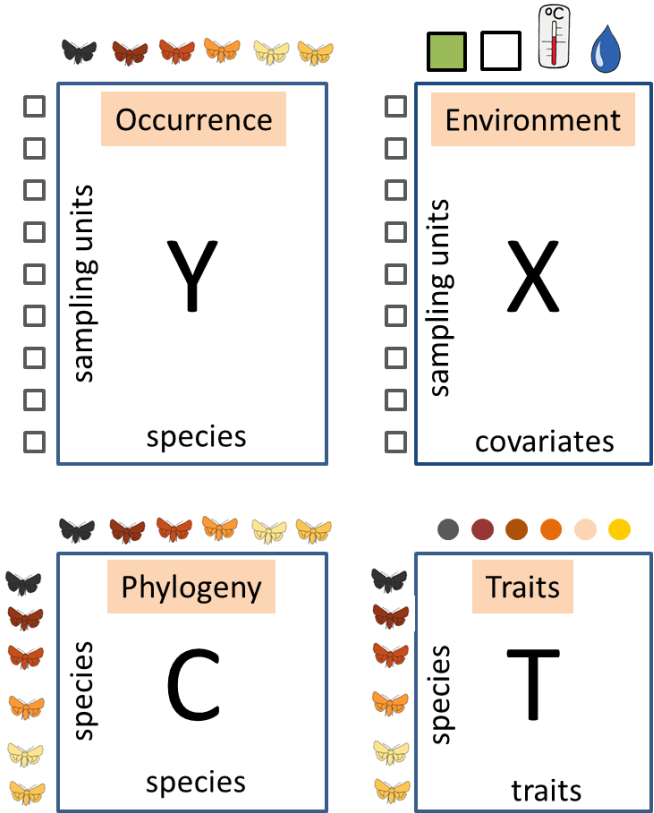 °C
Occurrence
sampling units
Y
species
Environment
sampling units
X
covariates
Phylogeny
species
C
species
Traits
species
T
traits